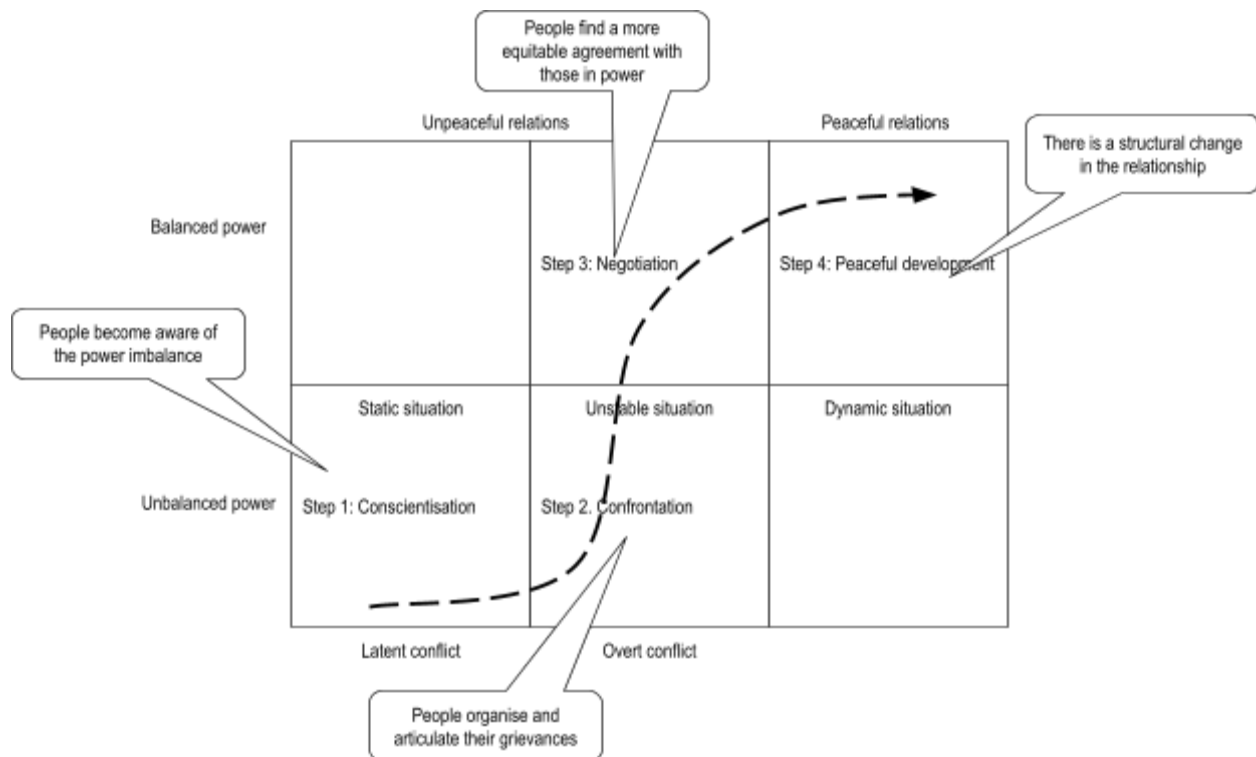 People find a more
equitable agreement with
those in power
Unpeaceful relations
Peaceful relations
There is a structural change
in the relationship
Balanced power
Step 3: Negotiation
Step 4: Peaceful development
People become aware of
the power imbalance
Static situation
Unstable situation
Dynamic situation
Unbalanced power
Step 1: Conscientisation
Step 2. Confrontation
Latent conflict
Overt conflict
People organise and
articulate their grievances